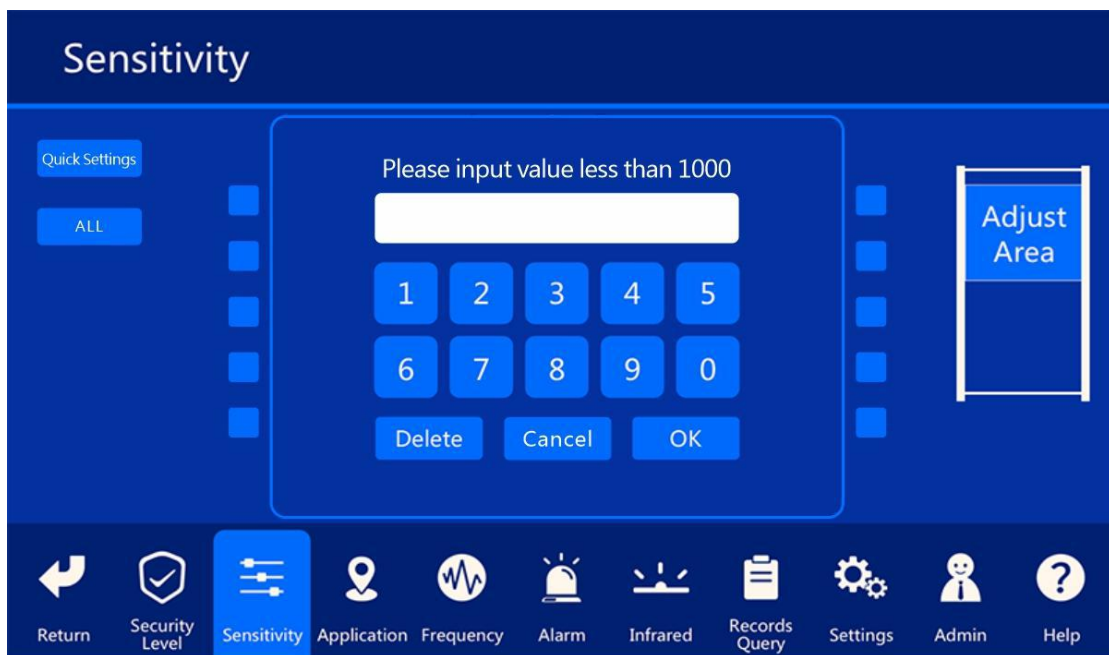 Sensitivity
Quick Settings
ALL
Please input value less than 1000
1 2 3 4 5
6 7 8 9 0
Delete Cancel OK
Adjust
Area
Return
Security
Level
Sensitivity
Application
Frequency
Alarm
Infrared
Records
Query
Settings
Admin
Help